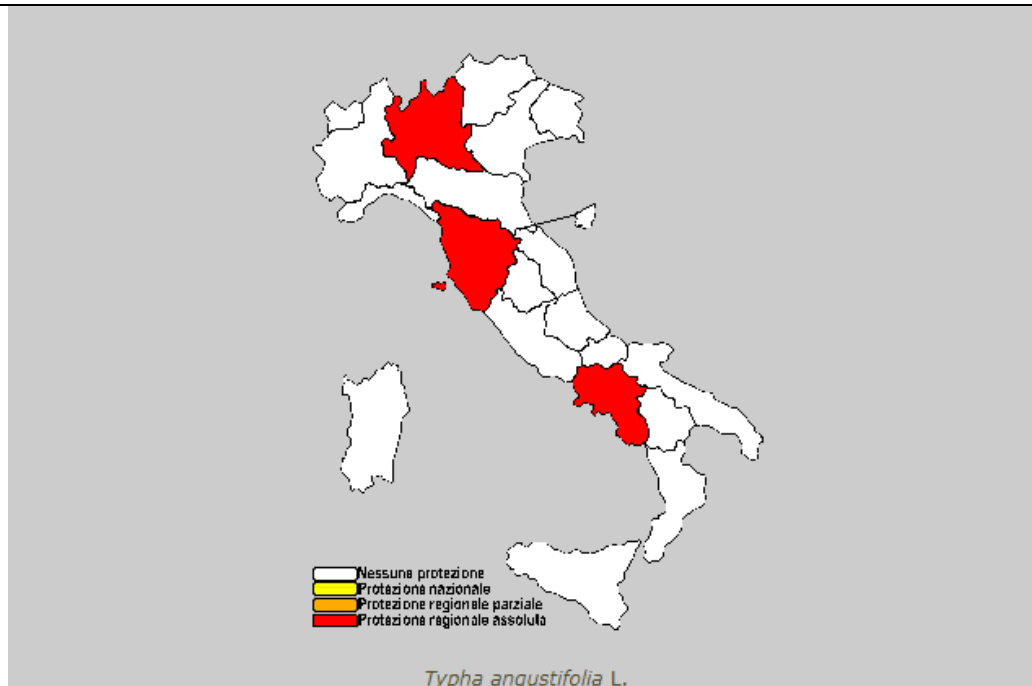 Nessuna protezione
Protezione nazionale
Protezione regionale parziale
Protezione regionale assoluta
Typha angustifolia L.